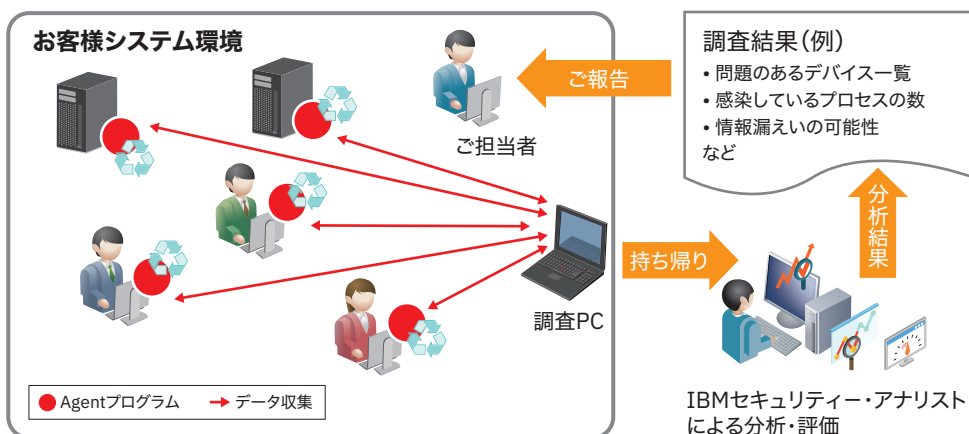 お客様システム環境
ご担当者
ご報告
調査結果（例）
• 問題のあるデバイス一覧
• 感染しているプロセスの数
• 情報漏えいの可能性
など
分析結果
持ち帰り
調査PC
Agentプログラム
データ収集
IBMセキュリティー・アナリスト
による分析・評価